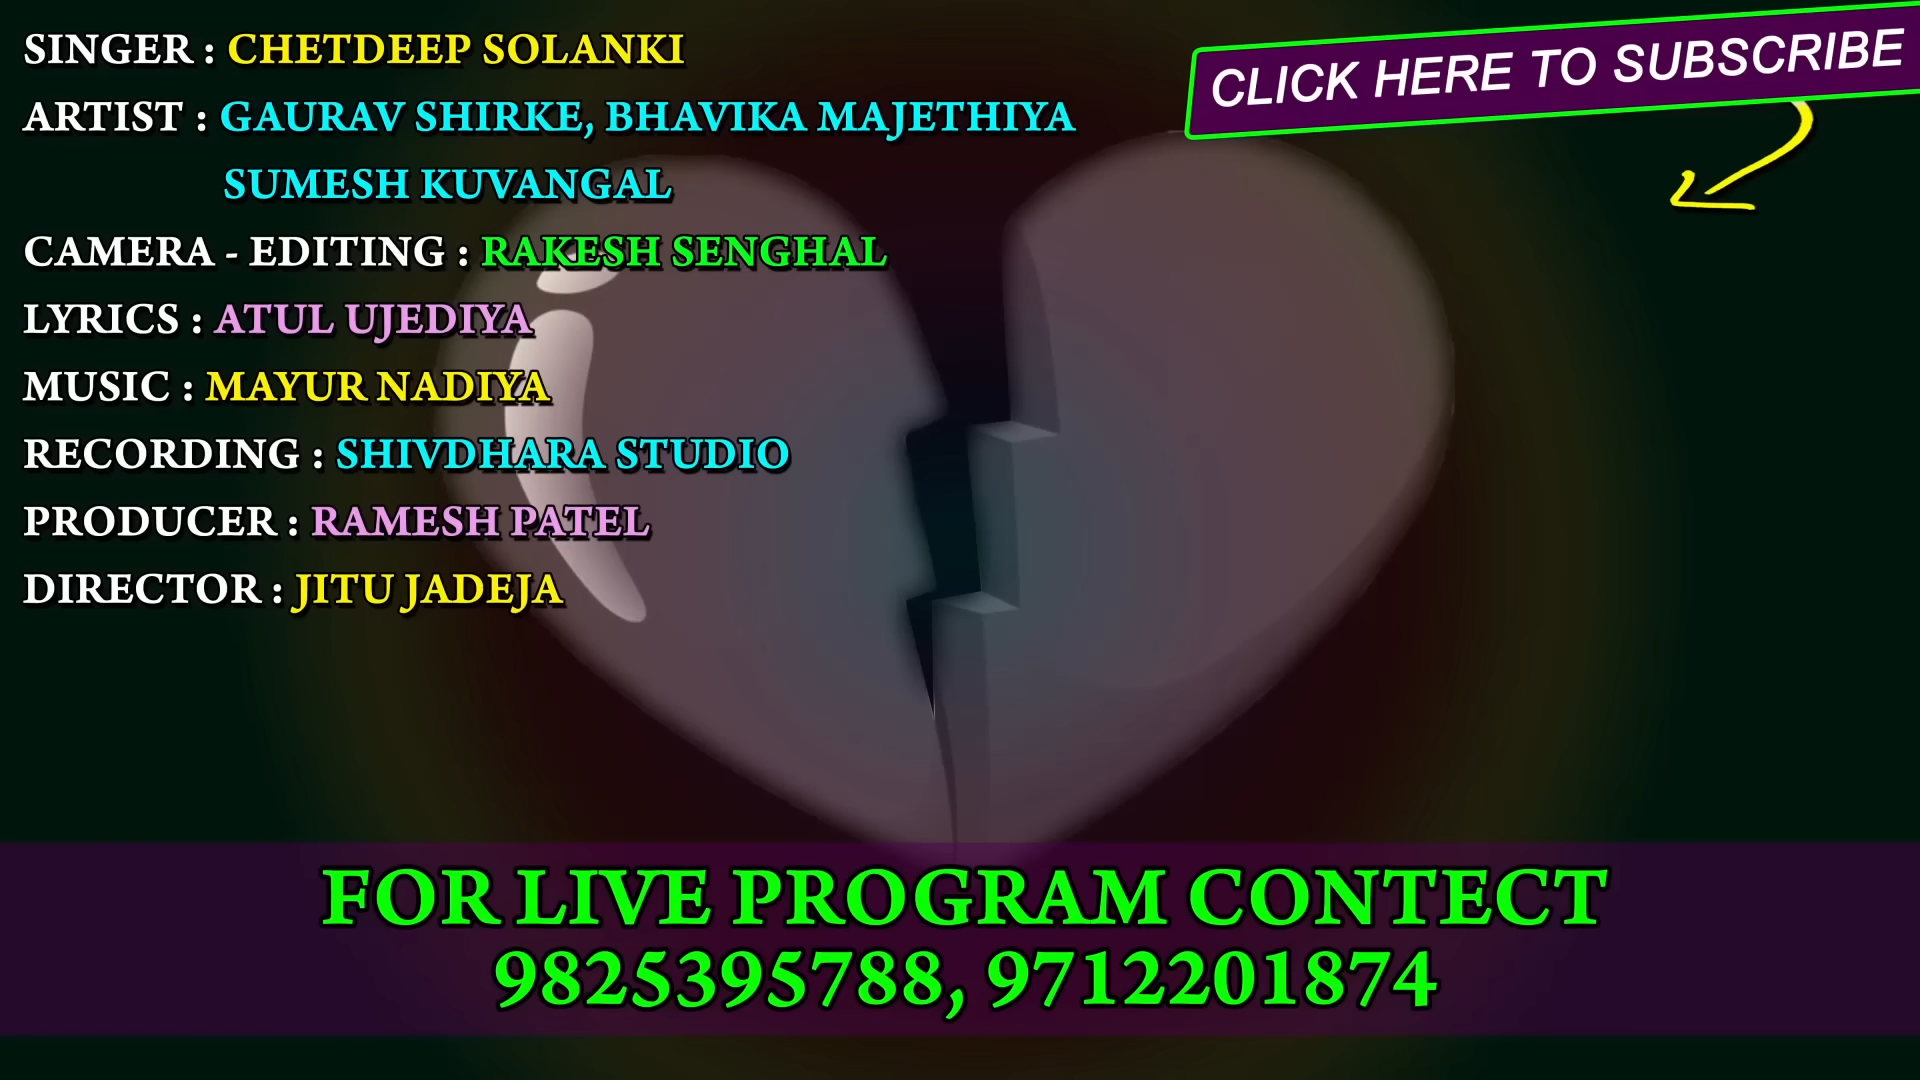 SINGER : CHETDEEP SOLANKI
CLICK HERE TO SUBSCRIBE
ARTIST : GAURAV SHIRKE, BHAVIKA MAJETHIYA
SUMESH KUVANGAL
CAMERA - EDITING : RAKESH SENGHAL
LYRICS : ATUL UJEDIYA
MUSIC : MAYUR NADIYA
RECORDING : SHIVDHARA STUDIO
PRODUCER : RAMESH PATEL
DIRECTOR : JITU JADEJA
FOR LIVE PROGRAM CONTECT
9825395788, 9712201874